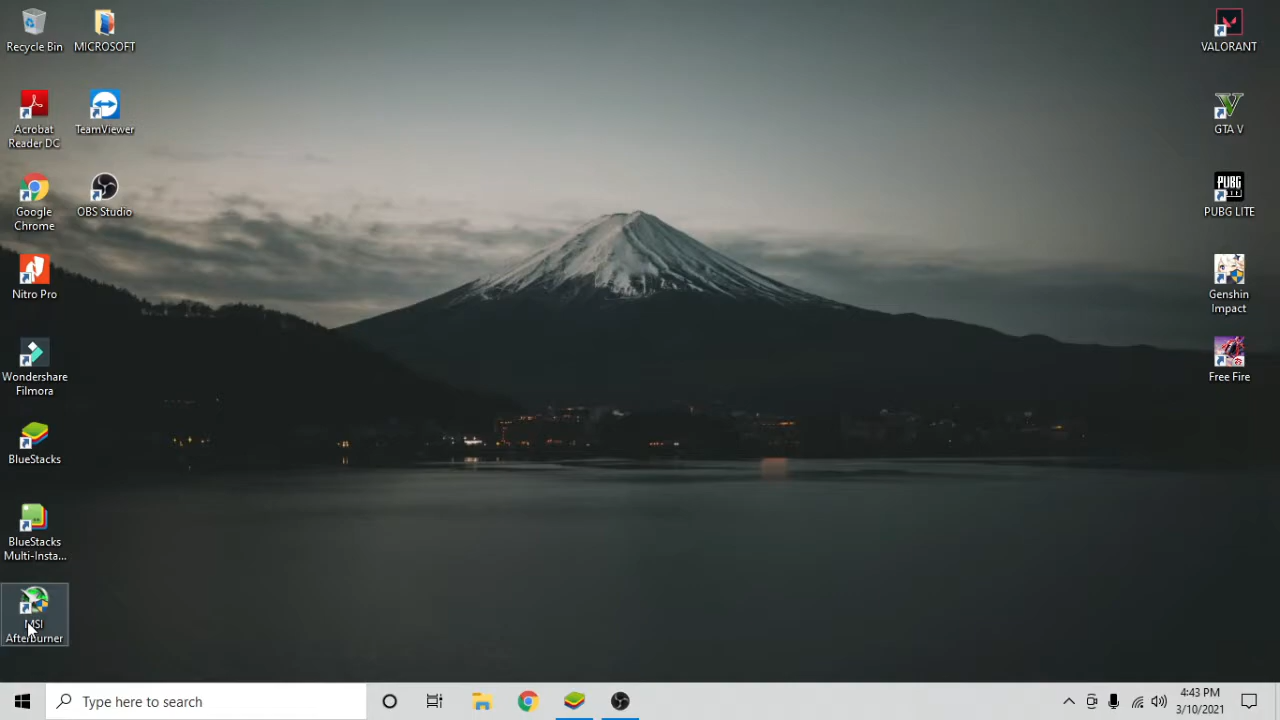 Recycle Bin
MICROSOFT
VALORANT
Acrobat
Reader DC
TeamViewer
GTA V
Google
Chrome
OBS Studio
PUBG
PUBG LITE
Nitro Pro
Genshin
Impact
Wondershare
Filmora
Free Fire
BlueStacks
BlueStacks
Multi-Insta...
MSI
Afterburner
Type here to search
4:43 PM
3/10/2021